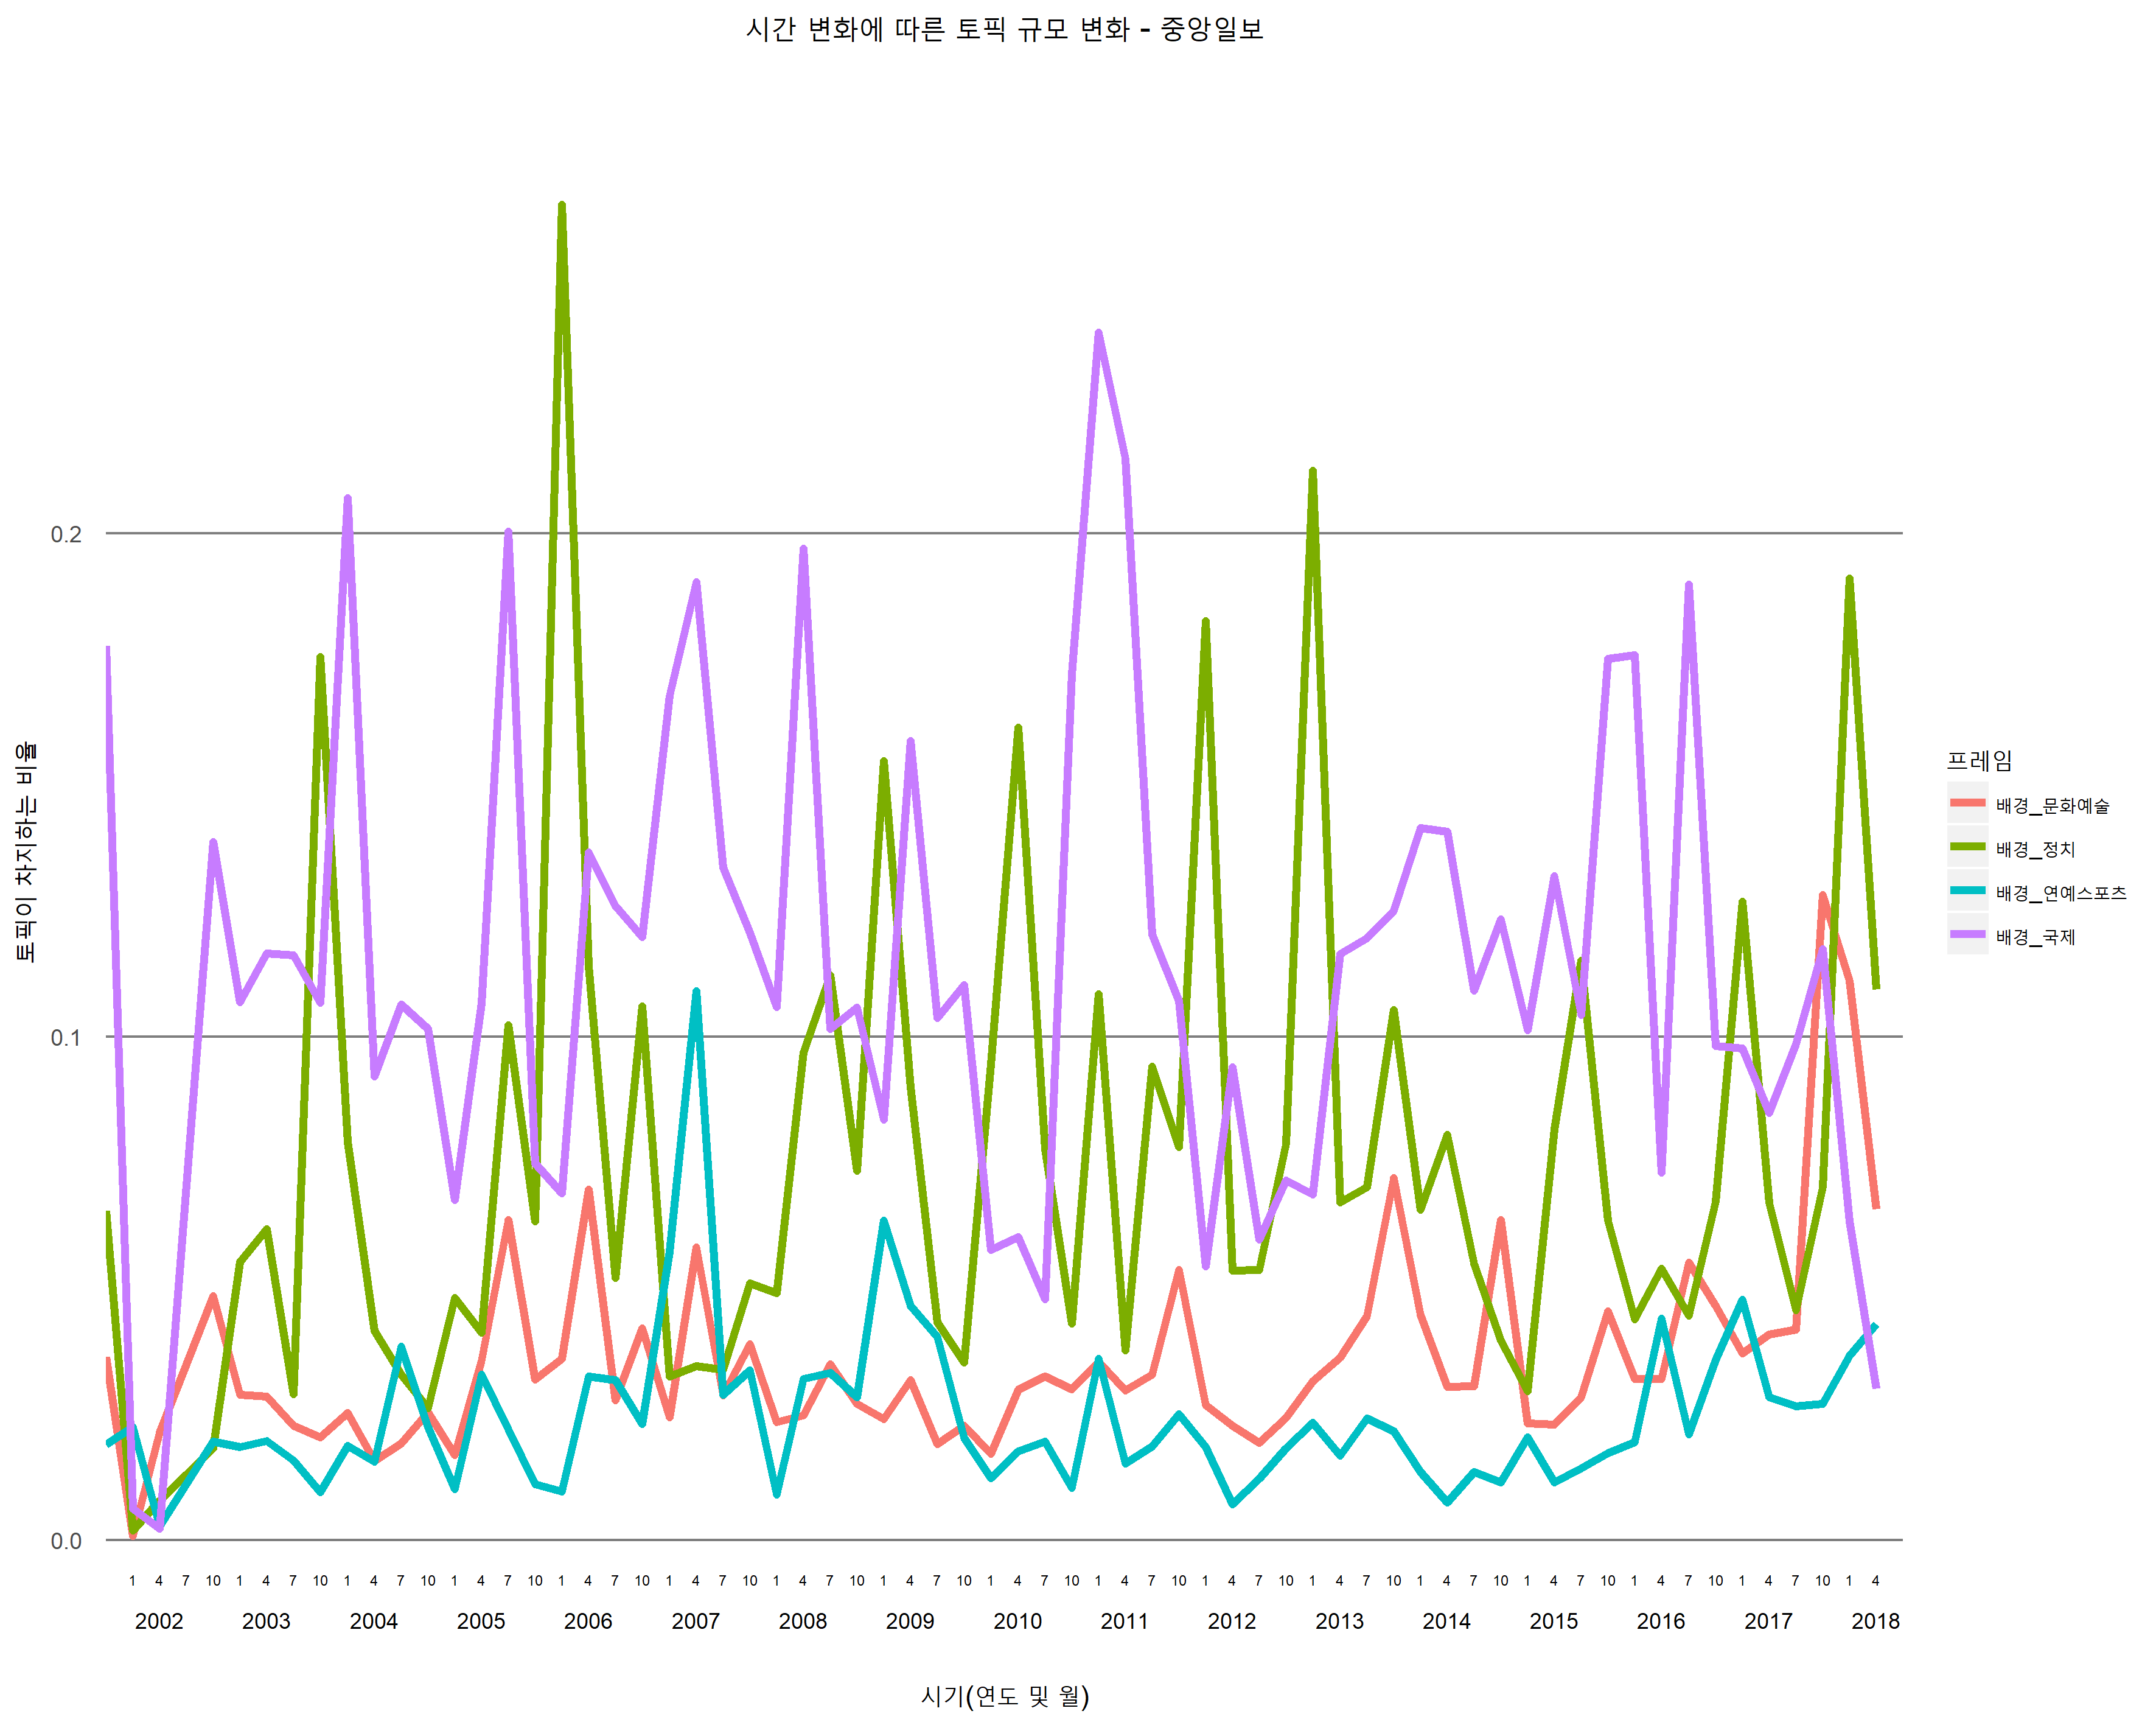 시간 변화에 따른 토픽 규모 변화 - 중앙일보
토픽이 차지하는 비율
0.2
0.1
0.0
1 4 7 10 1 4 7 10 1 4 7 10 1 4 7 10 1 4 7 10 1 4 7 10 1 4 7 10 1 4 7 10 1 4 7 10 1 4 7 10 1 4 7 10 1 4 7 10 1 4 7 10 1 4 7 10 1 4 7 10 1 4 7 10 1 4
2002 2003 2004 2005 2006 2007 2008 2009 2010 2011 2012 2013 2014 2015 2016 2017 2018
시기(연도 및 월)
프레임
배경_문화예술
배경_정치
배경_연예스포츠
배경_국제